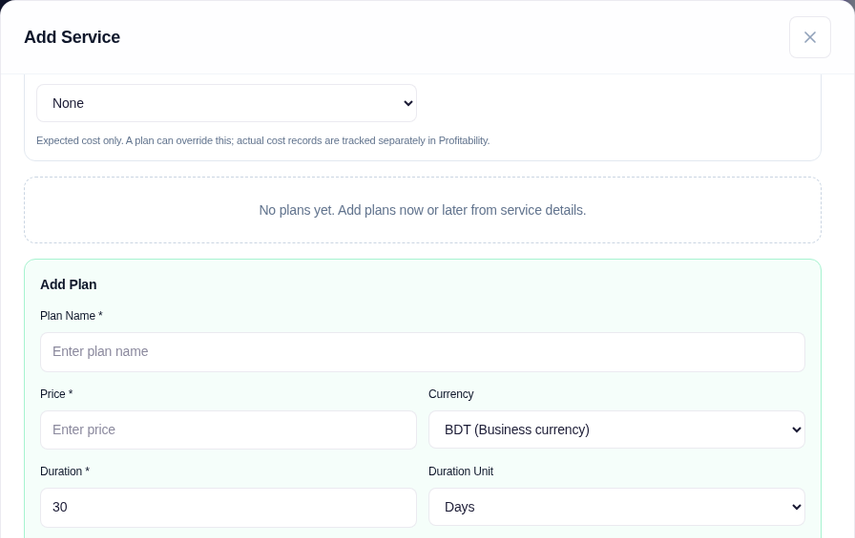 Add Service
None
Expected cost only. A plan can override this; actual cost records are tracked separately in Profitability.
No plans yet. Add plans now or later from service details.
Add Plan
Plan Name *
Enter plan name
Price *
Currency
Enter price
BDT (Business currency)
Duration *
Duration Unit
30
Days